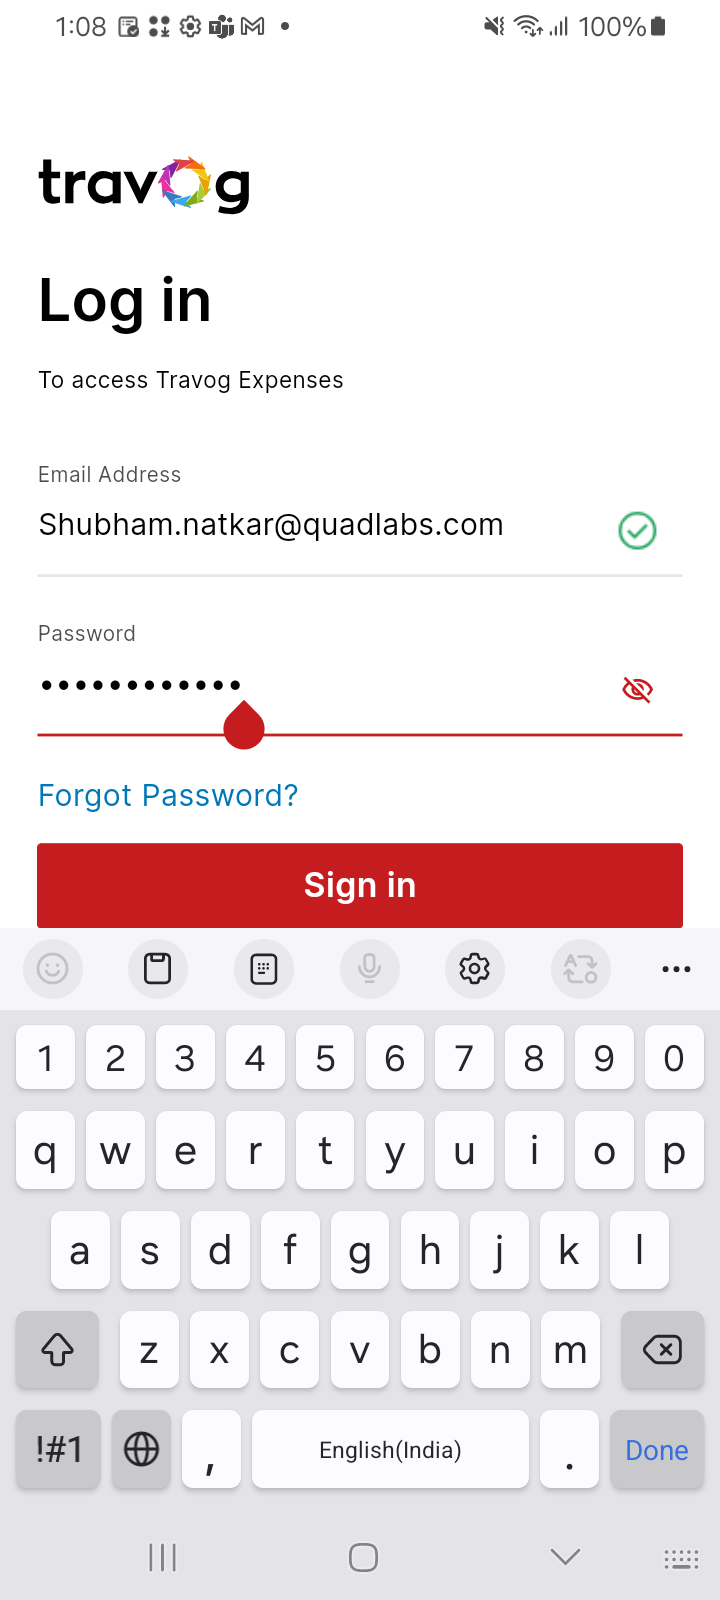 1:08 100%
travog
Log in
To access Travog Expenses
Email Address
Shubham.natkar@quadlabs.com
Password
••••••••••••
Forgot Password?
Sign in
1 2 3 4 5 6 7 8 9 0
q w e r t y u i o p
a s d f g h j k l
z x c v b n m
!#1 , English(India) . Done